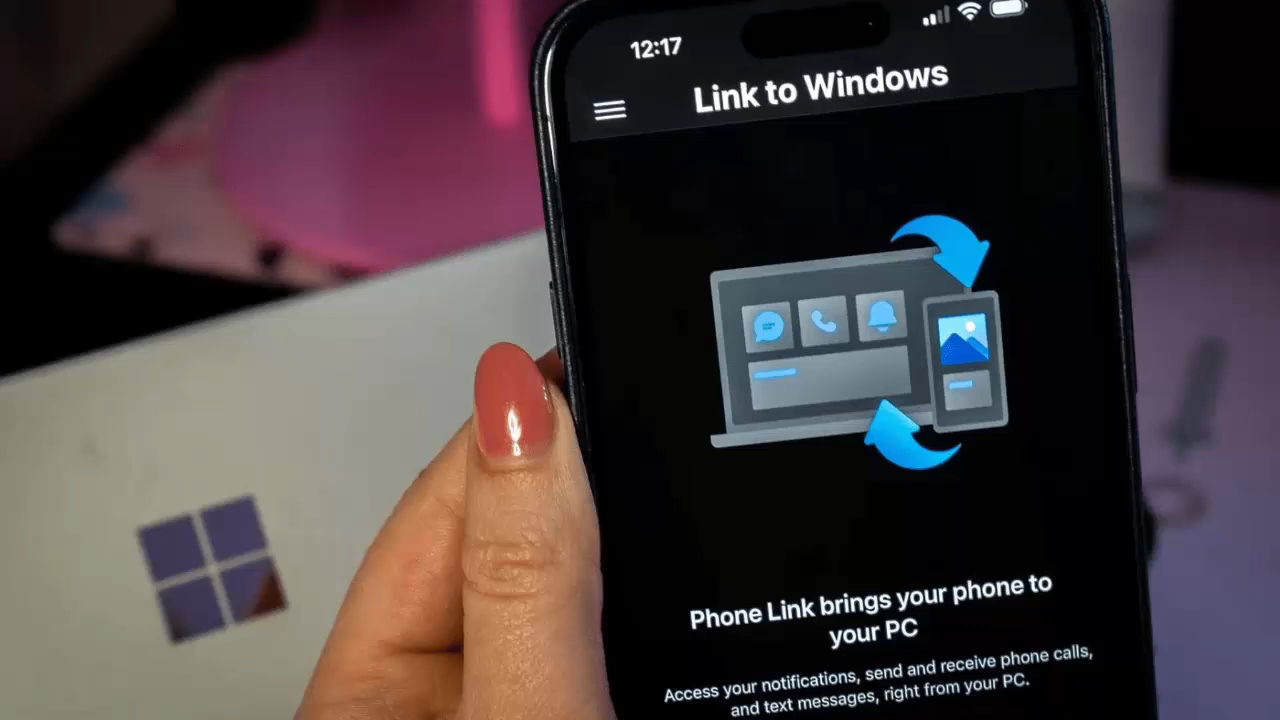 12:17
Link to Windows
Phone Link brings your phone to
your PC
Access your notifications, send and receive phone calls,
and text messages, right from your PC.